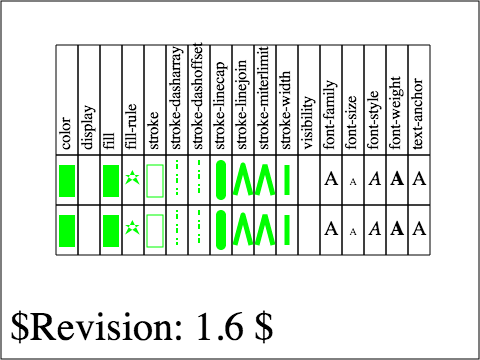 color
display
fill
fill-rule
stroke
stroke-dasharray
stroke-dashoffset
stroke-linecap
stroke-linejoin
stroke-miterlimit
stroke-width
visibility
font-family
font-size
font-style
font-weight
text-anchor
A A A A A
A A A A A
$Revision: 1.6 $